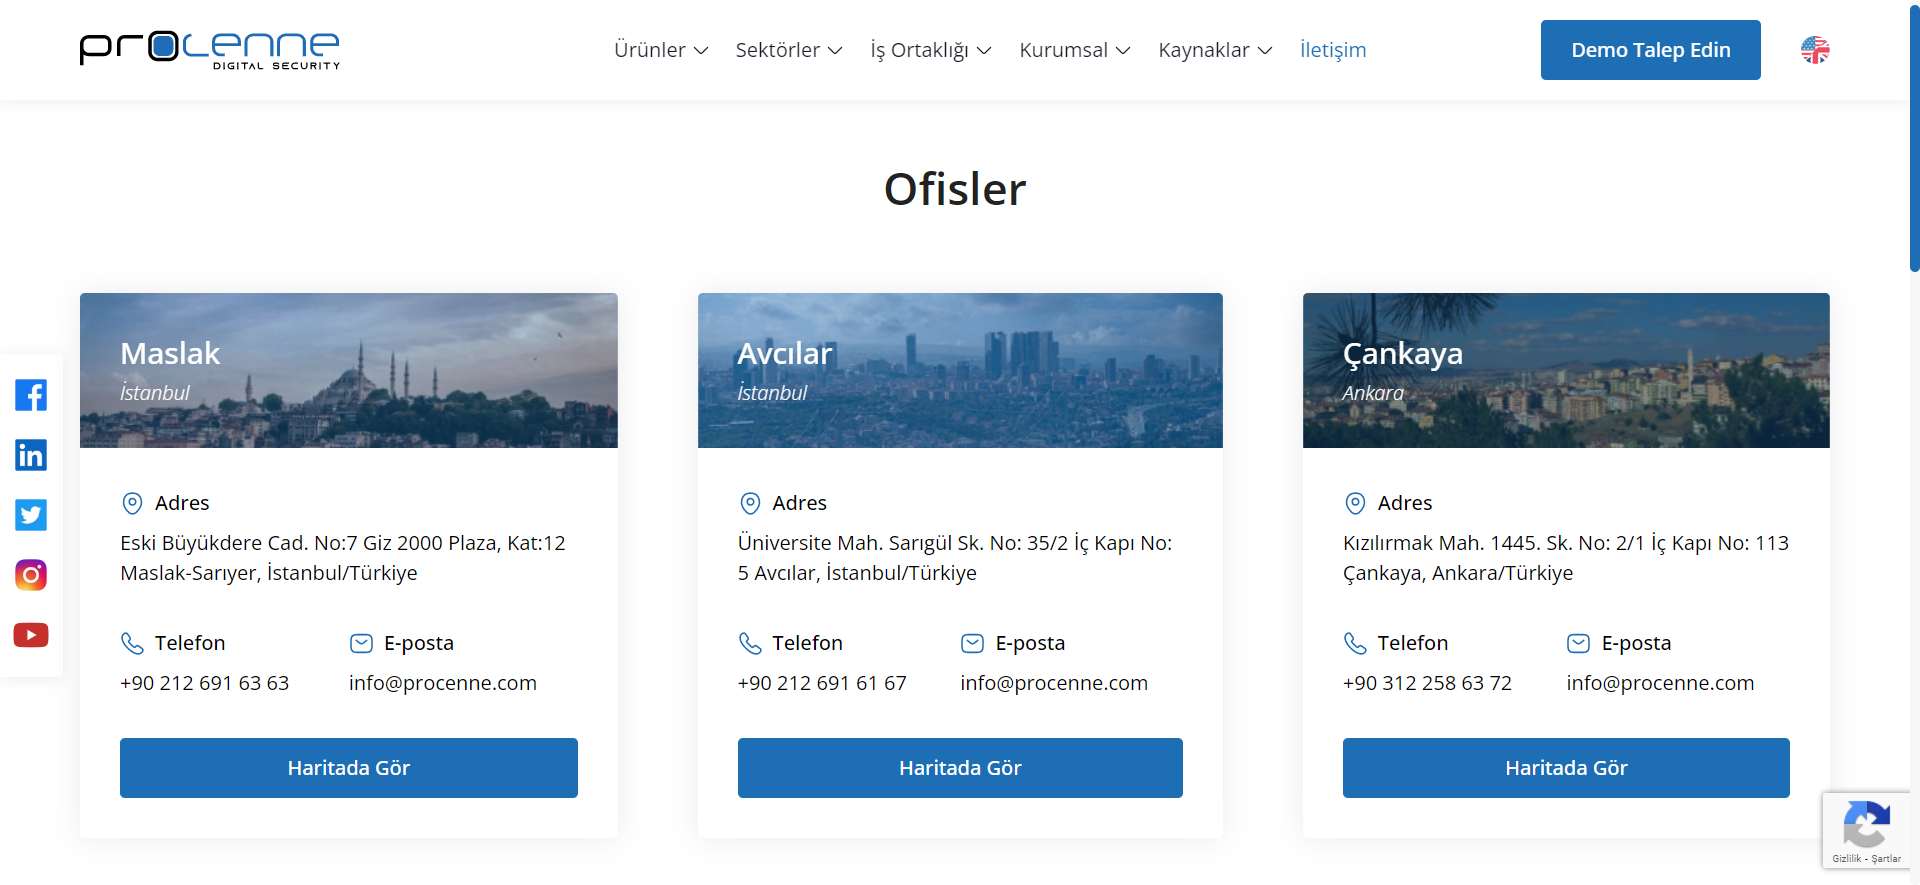 procenne
DIGITAL SECURITY
Ürünler
Sektörler
İş Ortaklığı
Kurumsal
Kaynaklar
İletişim
Demo Talep Edin
Ofisler
Maslak
İstanbul
Adres
Eski Büyükdere Cad. No:7 Giz 2000 Plaza, Kat:12
Maslak-Sarıyer, İstanbul/Türkiye
Telefon
+90 212 691 63 63
E-posta
info@procenne.com
Haritada Gör
Avcılar
İstanbul
Adres
Üniversite Mah. Sarıgül Sk. No: 35/2 İç Kapı No:
5 Avcılar, İstanbul/Türkiye
Telefon
+90 212 691 61 67
E-posta
info@procenne.com
Haritada Gör
Çankaya
Ankara
Adres
Kızılırmak Mah. 1445. Sk. No: 2/1 İç Kapı No: 113
Çankaya, Ankara/Türkiye
Telefon
+90 312 258 63 72
E-posta
info@procenne.com
Haritada Gör
Gizlilik - Şartlar